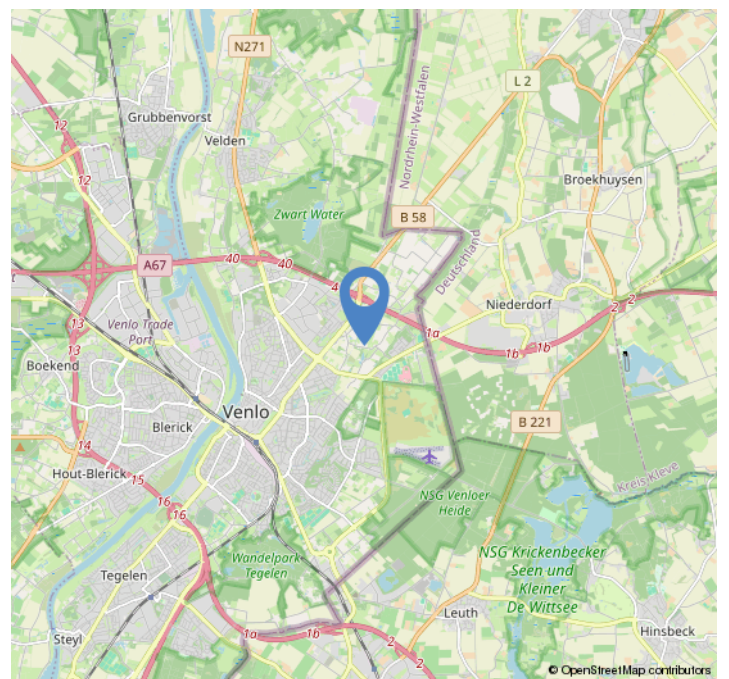 N271
L 2
Grubbenvorst
12
Velden
Nordrhein-Westfalen
12
Broekhuysen
Zwart Water
B 58
Deutschland
40
40
A67
4
Niederdorf
2
2
13
Venlo Trade
Port
1a
13
1b
1b
Boekend
Venlo
B 221
Blerick
14
Hout-Blerick
15
Kreis Kleve
16
16
NSG Venloer
Heide
NSG Krickenbecker
Seen und
Kleiner
De Wittsee
Wandelpark
Tegelen
Tegelen
Leuth
Steyl
1a
1b
2
2
Hinsbeck
© OpenStreetMap contributors